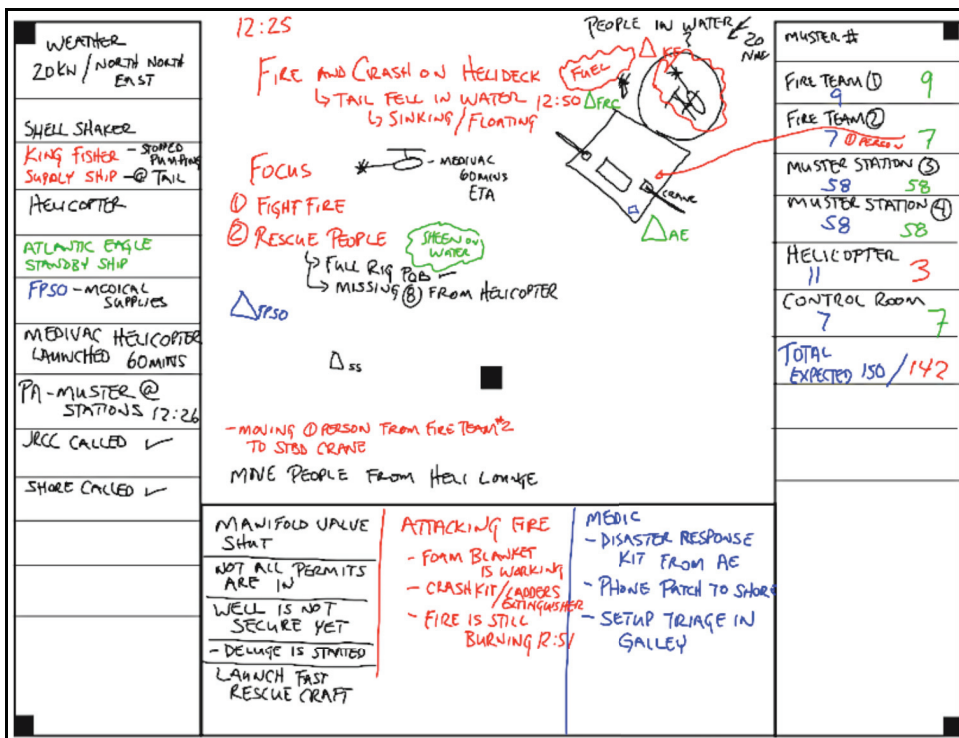 WEATHER
20KN / NORTH NORTH
EAST
SHELL SHAKER
KING FISHER - STOPPED
PUMPING
SUPPLY SHIP - @ TAIL
HELICOPTER
ATLANTIC EAGLE
STANDBY SHIP
FPSO - MEDICAL
SUPPLIES
MEDIVAC HELICOPTER
LAUNCHED 60MINS
PA - MUSTER @
STATIONS 12:26
JRCC CALLED ✓
SHORE CALLED ✓
12:25
FIRE AND CRASH ON HELIDECK
↳ TAIL FELL IN WATER 12:50
↳ SINKING / FLOATING
PEOPLE IN WATER
?
20
FUEL
KF
FRC
CRANE
AE
FOCUS
- MEDIVAC
60MINS
ETA
① FIGHT FIRE
② RESCUE PEOPLE
SHEEN ON
WATER
↳ FULL RIG POB ✓
↳ MISSING ⑧ FROM HELICOPTER
FPSO
SS
- MOVING ① PERSON FROM FIRE TEAM #2
TO STBD CRANE
MOVE PEOPLE FROM HELI LOUNGE
MUSTER #
FIRE TEAM ① 9
9
FIRE TEAM ②
7 ① PERSON 7
MUSTER STATION ③
58 58
MUSTER STATION ④
58 58
HELICOPTER
11 3
CONTROL ROOM
7 7
TOTAL
EXPECTED 150 / 142
MANIFOLD VALVE
SHUT
NOT ALL PERMITS
ARE IN
WELL IS NOT
SECURE YET
- DELUGE IS STARTED
LAUNCH FAST
RESCUE CRAFT
ATTACKING FIRE
- FOAM BLANKET
IS WORKING
- CRASH KIT / LADDERS
EXTINGUISHER
- FIRE IS STILL
BURNING 12:51
MEDIC
- DISASTER RESPONSE
KIT FROM AE
- PHONE PATCH TO SHORE
- SETUP TRIAGE IN
GALLEY